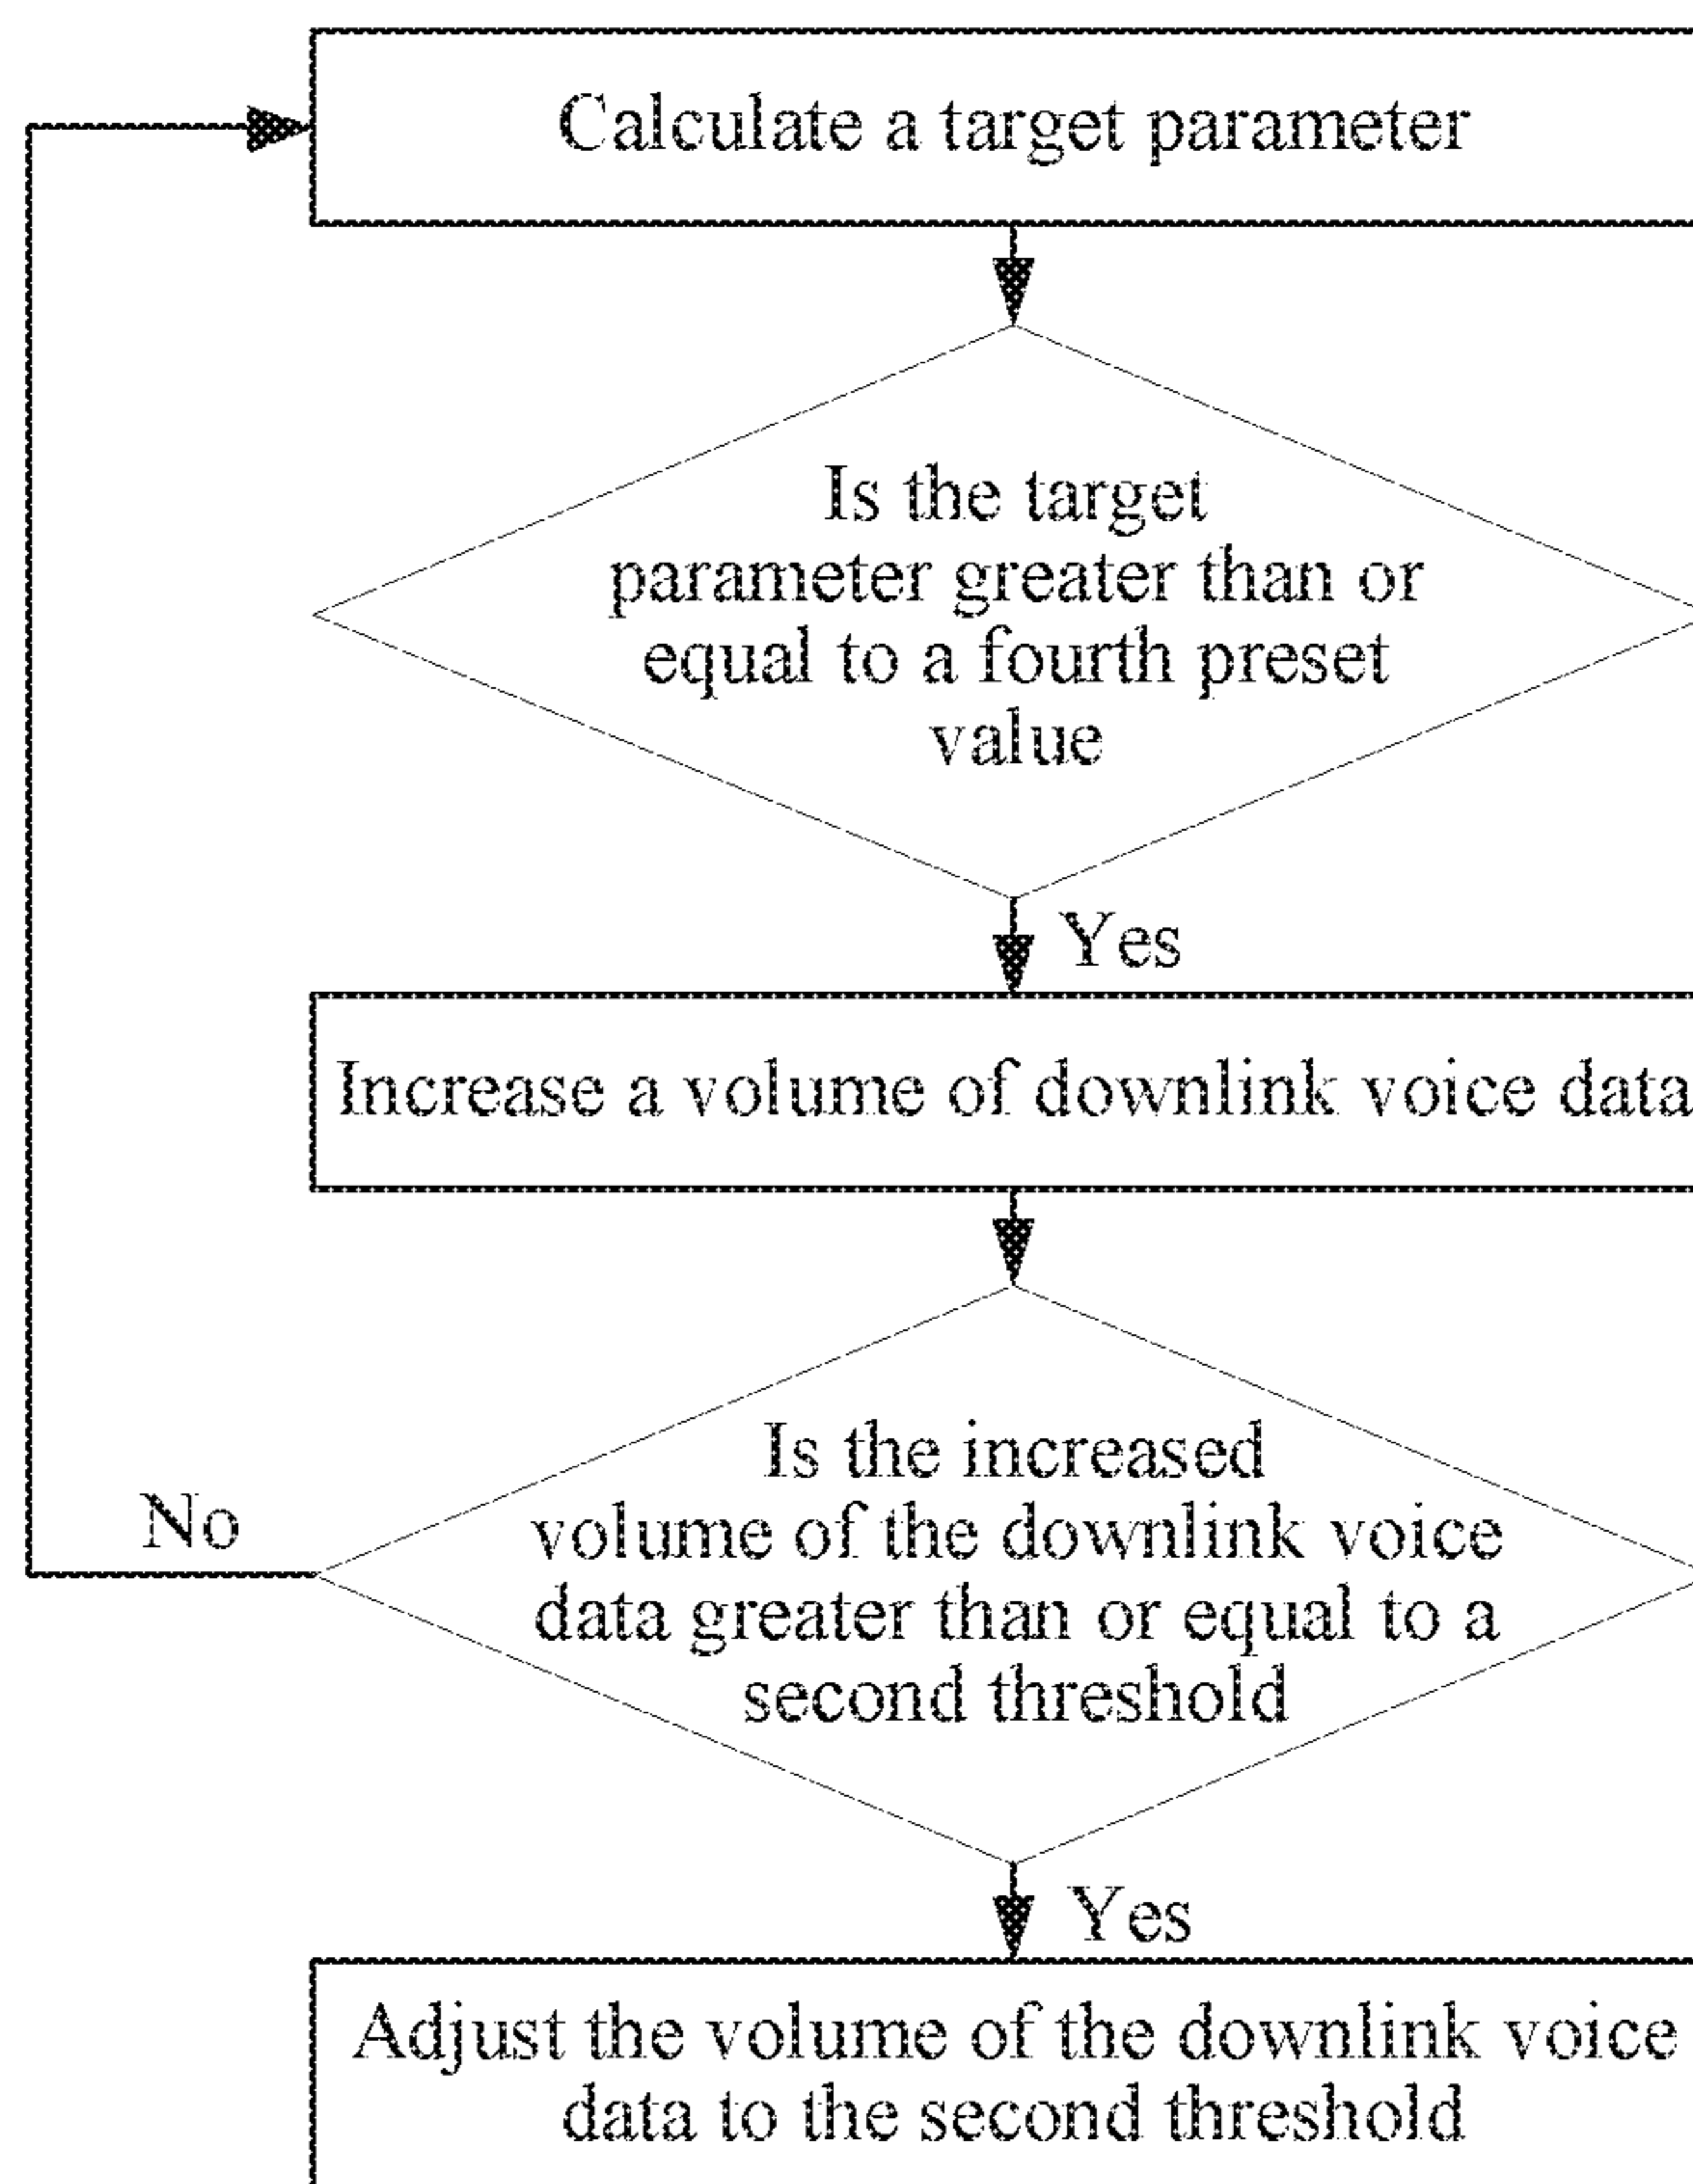 Calculate a target parameter
Is the target
parameter greater than or
equal to a fourth preset
value
Yes
Increase a volume of downlink voice data
Is the increased
volume of the downlink voice
data greater than or equal to a
second threshold
No
Yes
Adjust the volume of the downlink voice
data to the second threshold